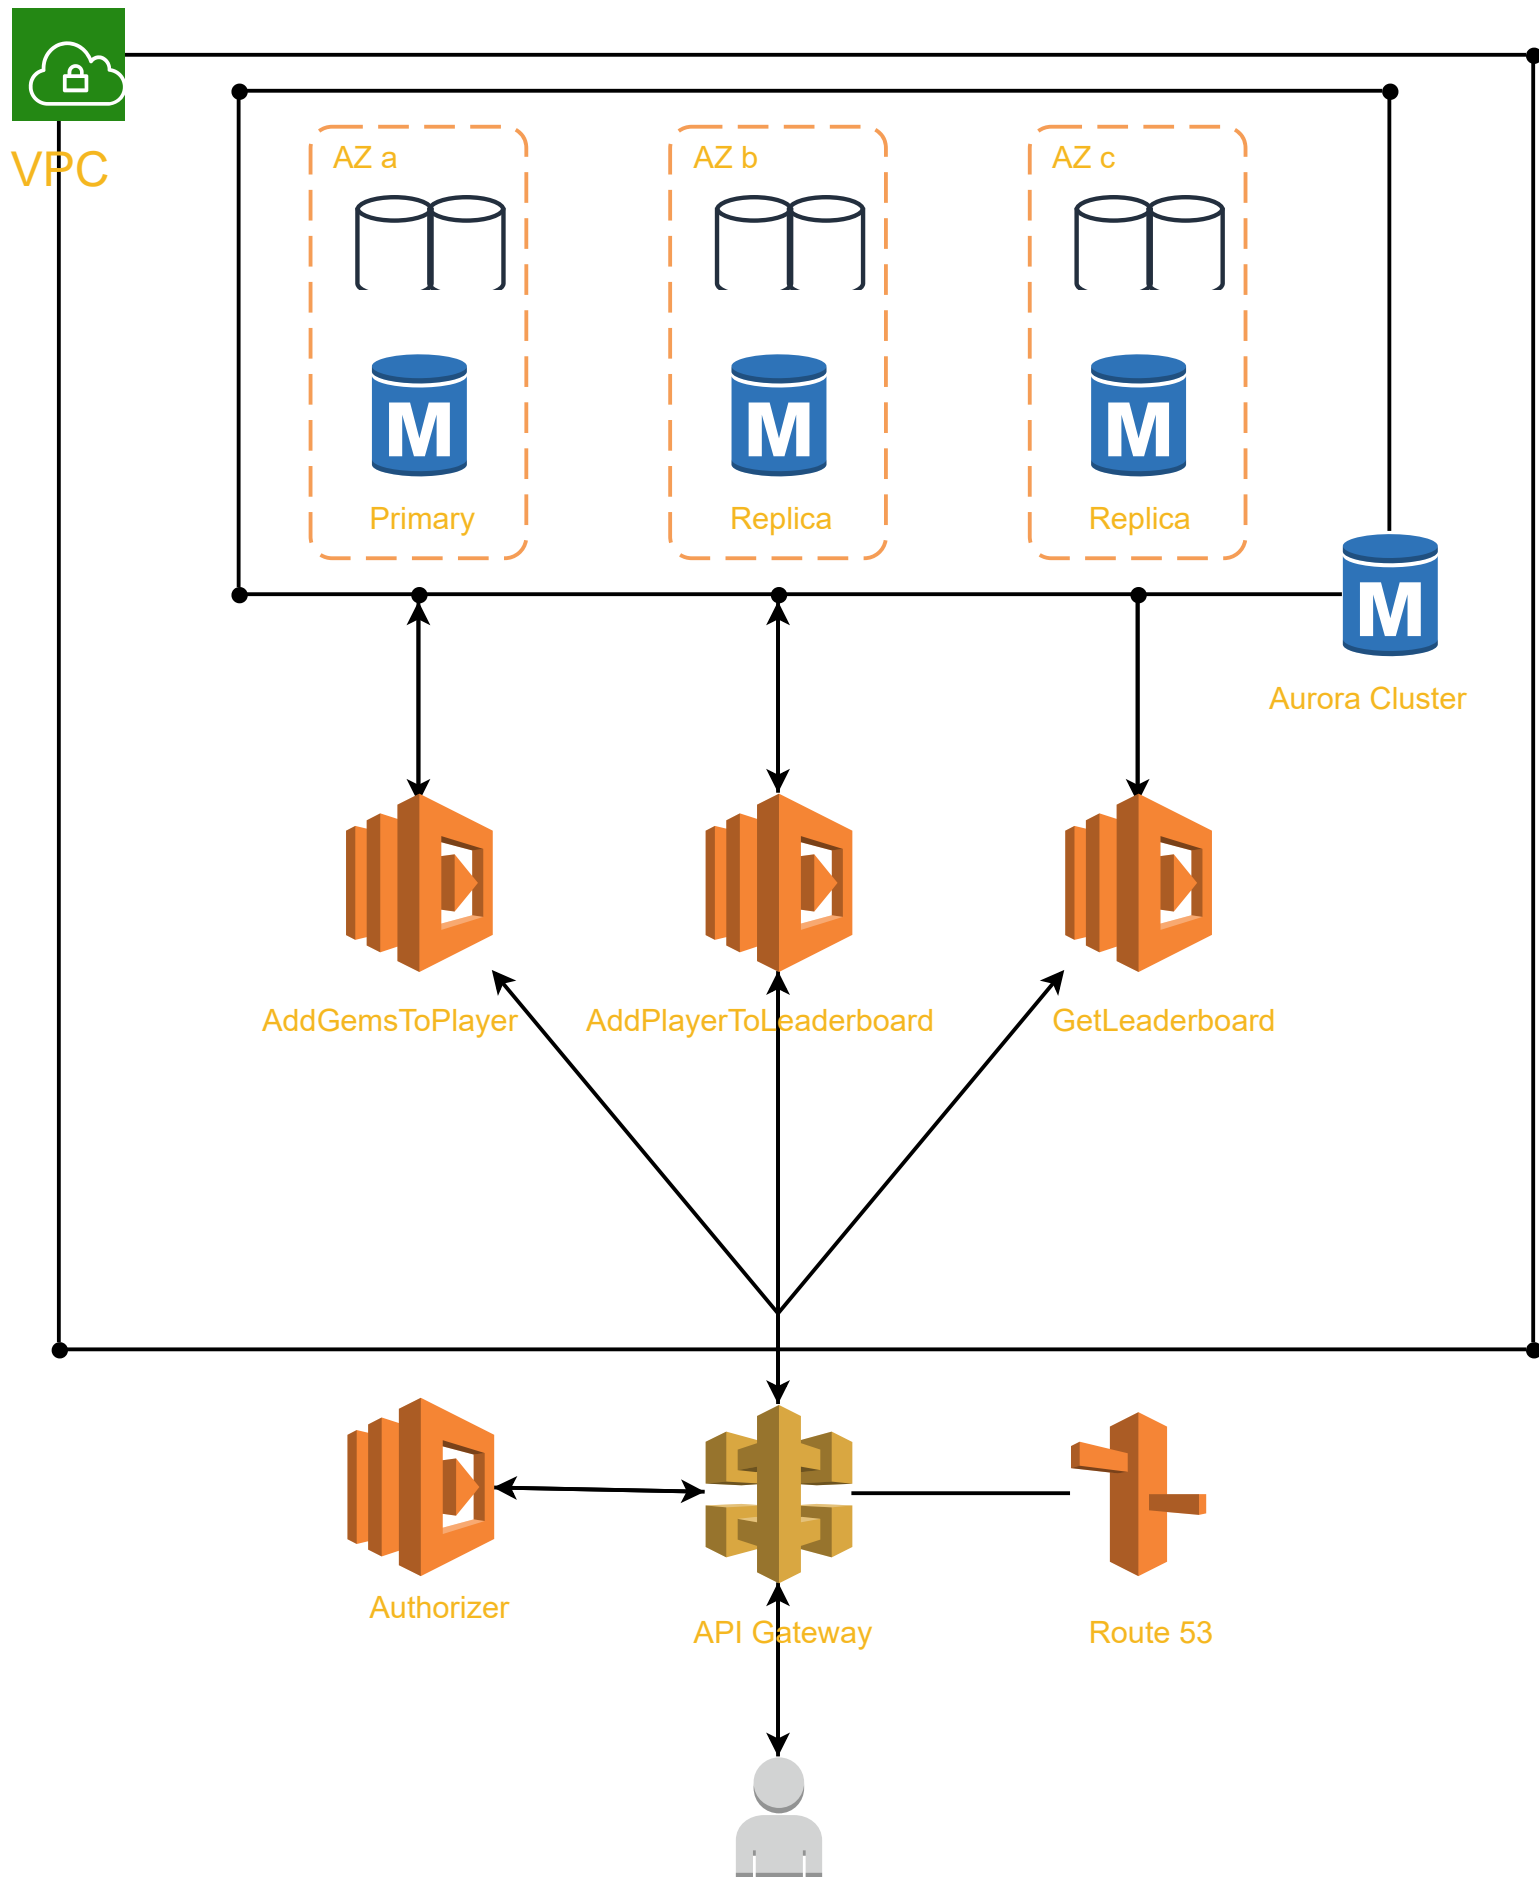 VPC
AZ a
AZ b
AZ c
M
M
M
Primary
Replica
Replica
M
Aurora Cluster
AddGemsToPlayer
AddPlayerToLeaderboard
GetLeaderboard
Authorizer
API Gateway
Route 53